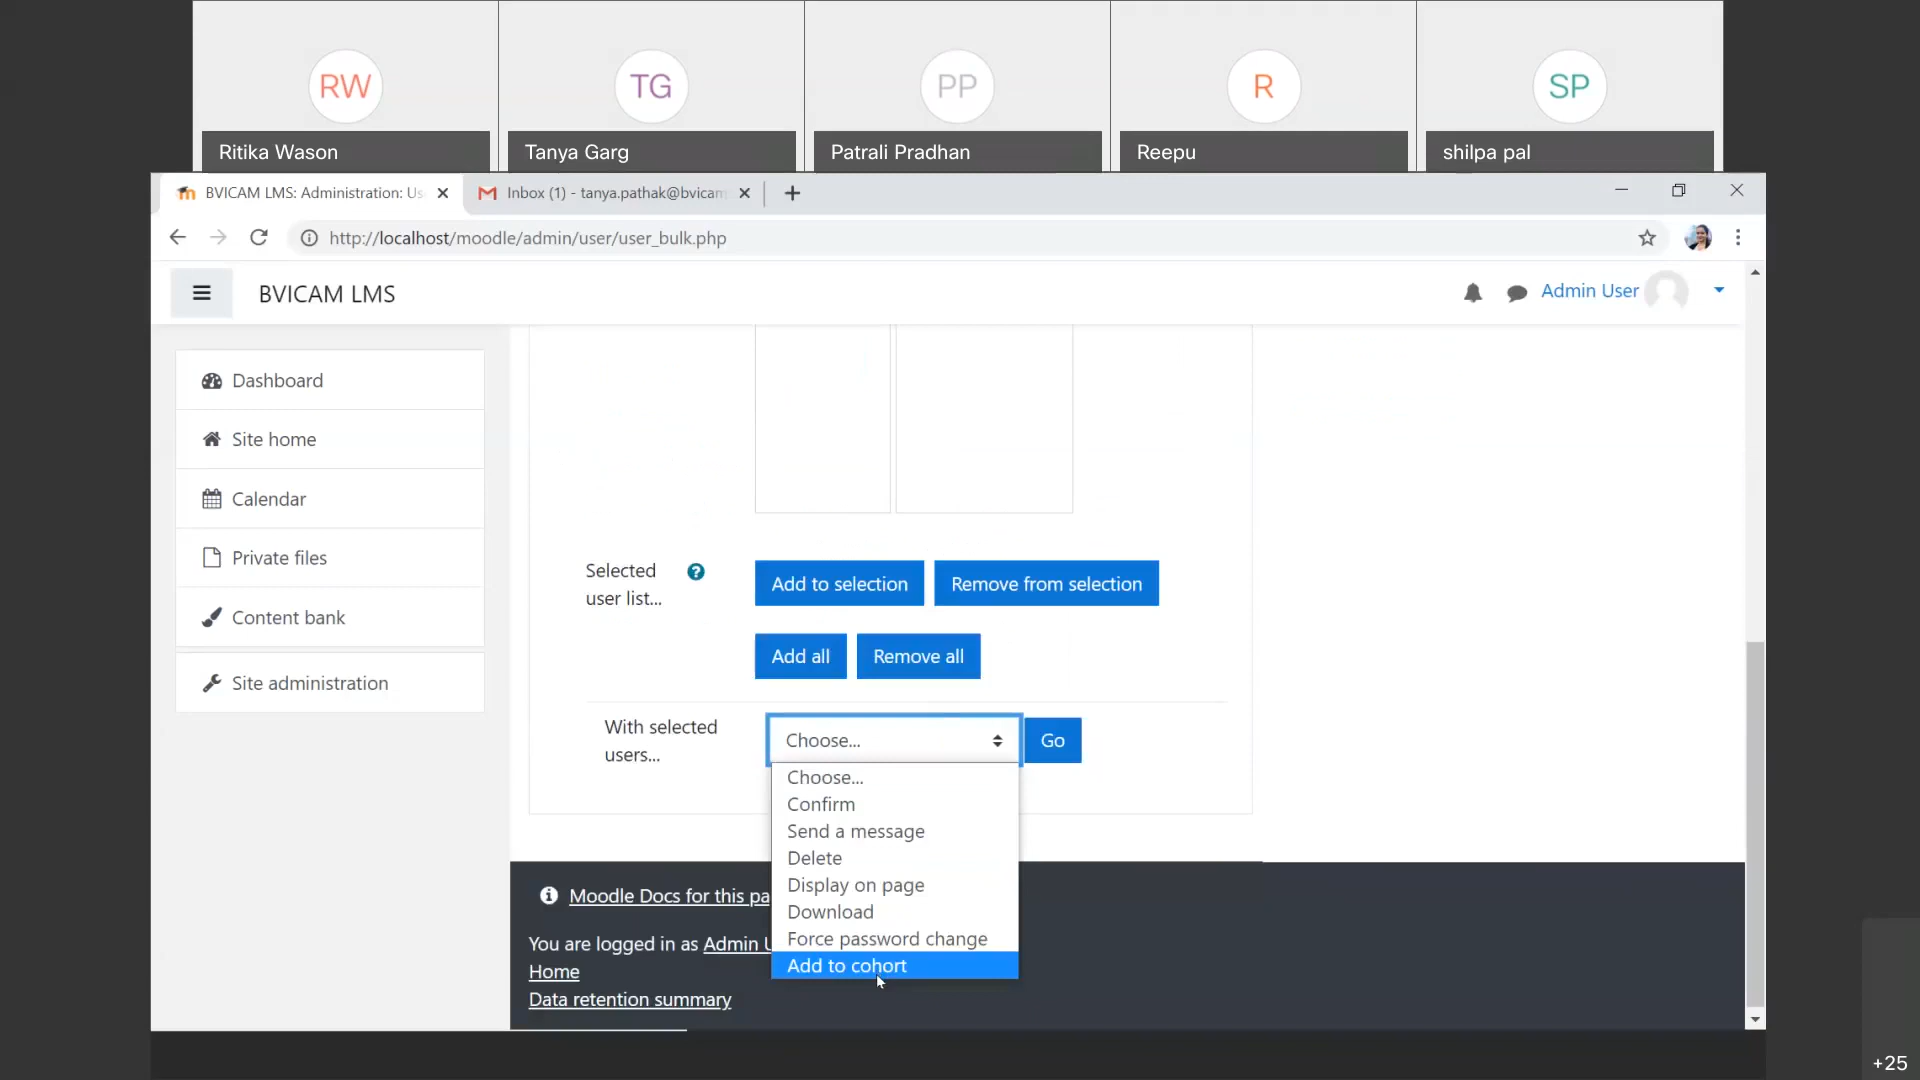 RW
TG
PP
R
SP
Ritika Wason
Tanya Garg
Patrali Pradhan
Reepu
shilpa pal
BVICAM LMS: Administration: Us
Inbox (1) - tanya.pathak@bvicam
http://localhost/moodle/admin/user/user_bulk.php
BVICAM LMS
Admin User
Dashboard
Site home
Calendar
Private files
Content bank
Site administration
Selected
user list...
Add to selection
Remove from selection
Add all
Remove all
With selected
users...
Choose...
Go
Choose...
Confirm
Send a message
Delete
Display on page
Download
Force password change
Add to cohort
Moodle Docs for this pa
You are logged in as Admin U
Home
Data retention summary
+25